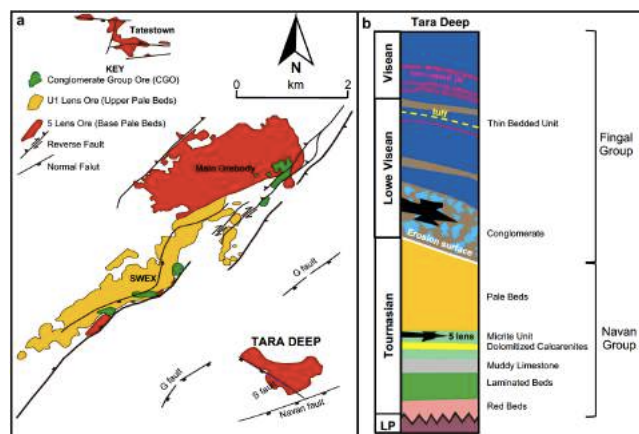 a
Tatestown
KEY
Conglomerate Group Ore (CGO)
U1 Lens Ore (Upper Pale Beds)
5 Lens Ore (Base Pale Beds)
Reverse Fault
Normal Falut
N
0
2
km
Main Orebody
SWEX
G fault
TARA DEEP
G fault
S fault
Navan fault
b
Tara Deep
Visean
Lowe Visean
Tournasian
LP
tuff
Erosion surface
5 lens
Thin Bedded Unit
Conglomerate
Pale Beds
Micrite Unit
Dolomitized Calcarenites
Muddy Limestone
Laminated Beds
Red Beds
Fingal
Group
Navan
Group